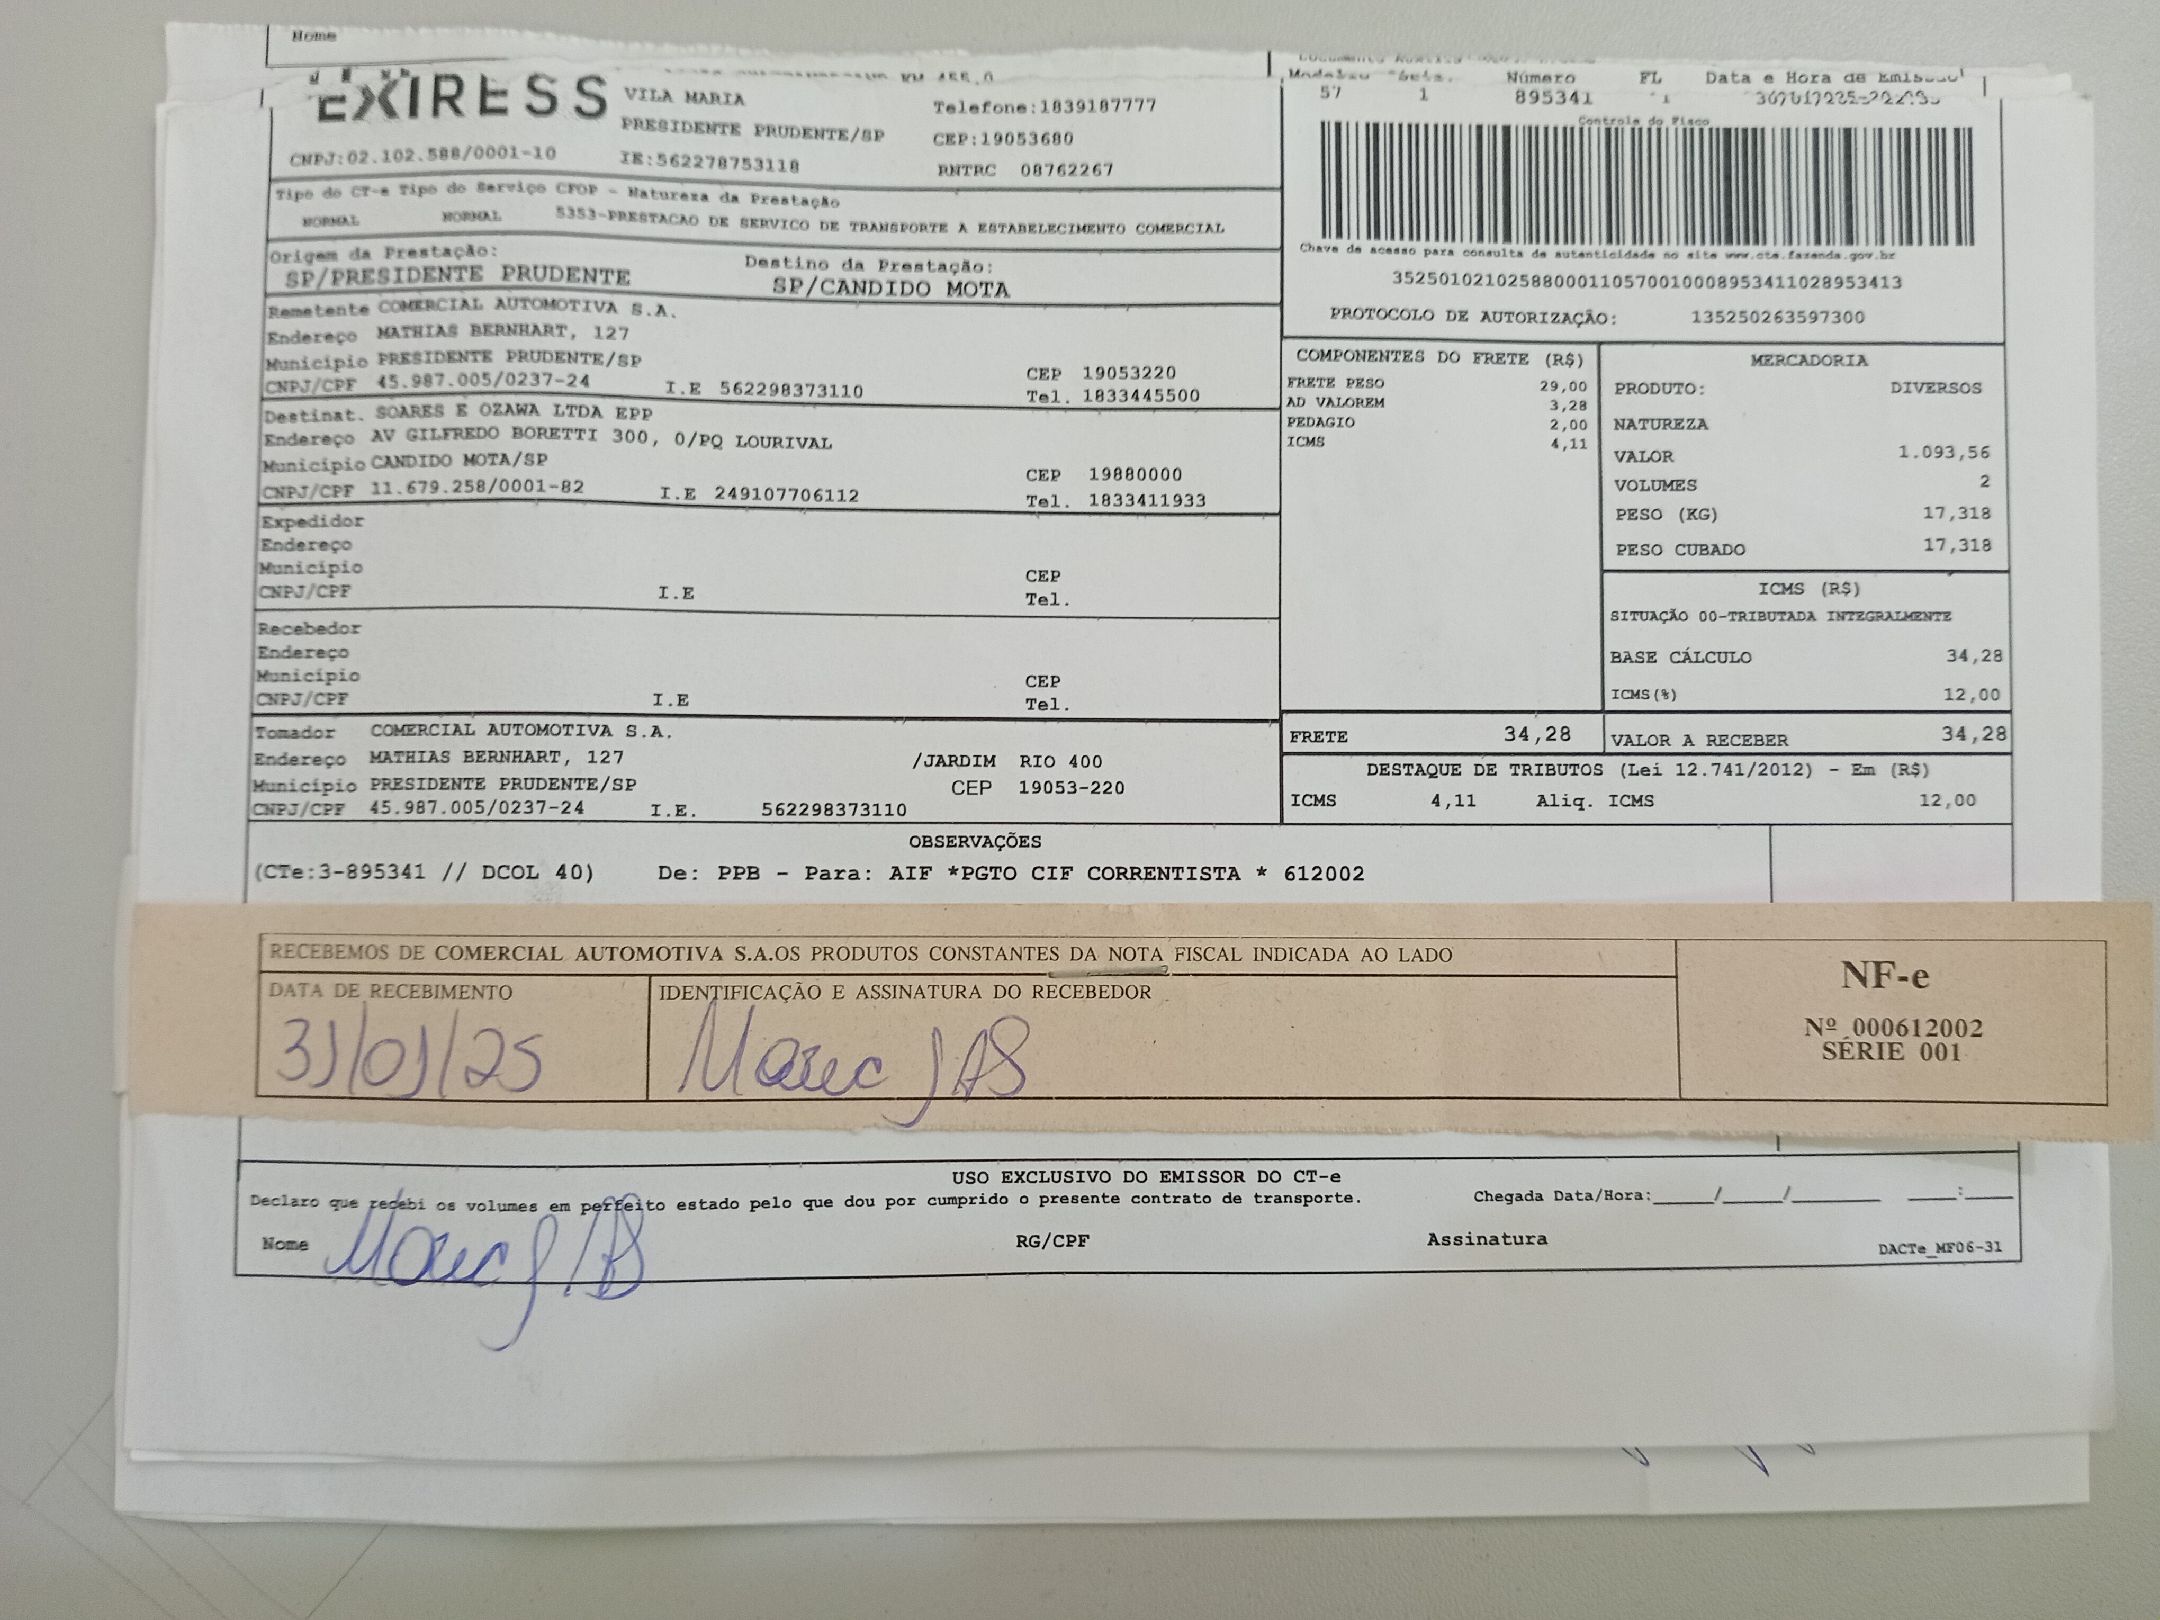 Nome
EXPRESS
VILA MARIA
PRESIDENTE PRUDENTE/SP
CNPJ:02.102.588/0001-10 IE:562278753118
KM 455,0
Telefone:1839187777
CEP:19053680
RNTRC 08762267
Número FL Data e Hora de Emissão
57 1 895341
Controle do Fisco
Chave de acesso para consulta de autenticidade no site www.cte.fazenda.gov.br
35250102102588000110570010008953411028953413
PROTOCOLO DE AUTORIZAÇÃO: 135250263597300
Tipo do CT-e Tipo do Serviço CFOP - Natureza da Prestação
NORMAL NORMAL 5353-PRESTACAO DE SERVICO DE TRANSPORTE A ESTABELECIMENTO COMERCIAL
Origem da Prestação: Destino da Prestação:
SP/PRESIDENTE PRUDENTE SP/CANDIDO MOTA
Remetente COMERCIAL AUTOMOTIVA S.A.
Endereço MATHIAS BERNHART, 127
Município PRESIDENTE PRUDENTE/SP CEP 19053220
CNPJ/CPF 45.987.005/0237-24 I.E 562298373110 Tel. 1833445500
Destinat. SOARES E OZAWA LTDA EPP
Endereço AV GILFREDO BORETTI 300, 0/PQ LOURIVAL
Município CANDIDO MOTA/SP CEP 19880000
CNPJ/CPF 11.679.258/0001-82 I.E 249107706112 Tel. 1833411933
Expedidor
Endereço
Município CEP
CNPJ/CPF I.E Tel.
Recebedor
Endereço
Município CEP
CNPJ/CPF I.E Tel.
Tomador COMERCIAL AUTOMOTIVA S.A.
Endereço MATHIAS BERNHART, 127 /JARDIM RIO 400
Município PRESIDENTE PRUDENTE/SP CEP 19053-220
CNPJ/CPF 45.987.005/0237-24 I.E. 562298373110
COMPONENTES DO FRETE (R$)
FRETE PESO 29,00
AD VALOREM 3,28
PEDAGIO 2,00
ICMS 4,11
MERCADORIA
PRODUTO: DIVERSOS
NATUREZA
VALOR 1.093,56
VOLUMES 2
PESO (KG) 17,318
PESO CUBADO 17,318
ICMS (R$)
SITUAÇÃO 00-TRIBUTADA INTEGRALMENTE
BASE CÁLCULO 34,28
ICMS(%) 12,00
FRETE 34,28 VALOR A RECEBER 34,28
DESTAQUE DE TRIBUTOS (Lei 12.741/2012) - Em (R$)
ICMS 4,11 Aliq. ICMS 12,00
OBSERVAÇÕES
(CTe:3-895341 // DCOL 40) De: PPB - Para: AIF *PGTO CIF CORRENTISTA * 612002
RECEBEMOS DE COMERCIAL AUTOMOTIVA S.A.OS PRODUTOS CONSTANTES DA NOTA FISCAL INDICADA AO LADO
DATA DE RECEBIMENTO IDENTIFICAÇÃO E ASSINATURA DO RECEBEDOR
31/01/25
NF-e
Nº 000612002
SÉRIE 001
USO EXCLUSIVO DO EMISSOR DO CT-e
Declaro que recebi os volumes em perfeito estado pelo que dou por cumprido o presente contrato de transporte. Chegada Data/Hora:____/____/______ ___:___
Nome RG/CPF Assinatura DACTe_MF06-31